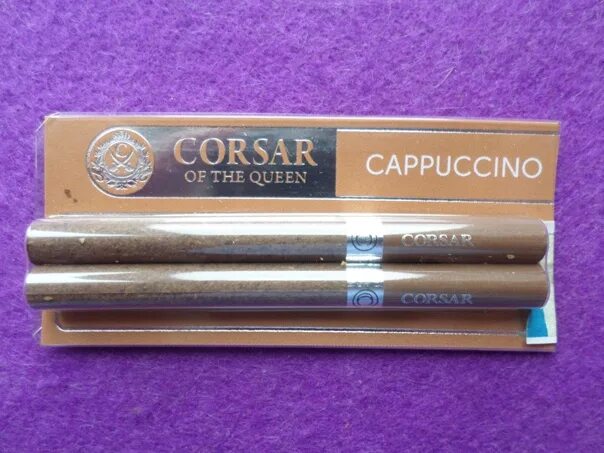 CORSAR
OF THE QUEEN
CAPPUCCINO
CORSAR
CORSAR